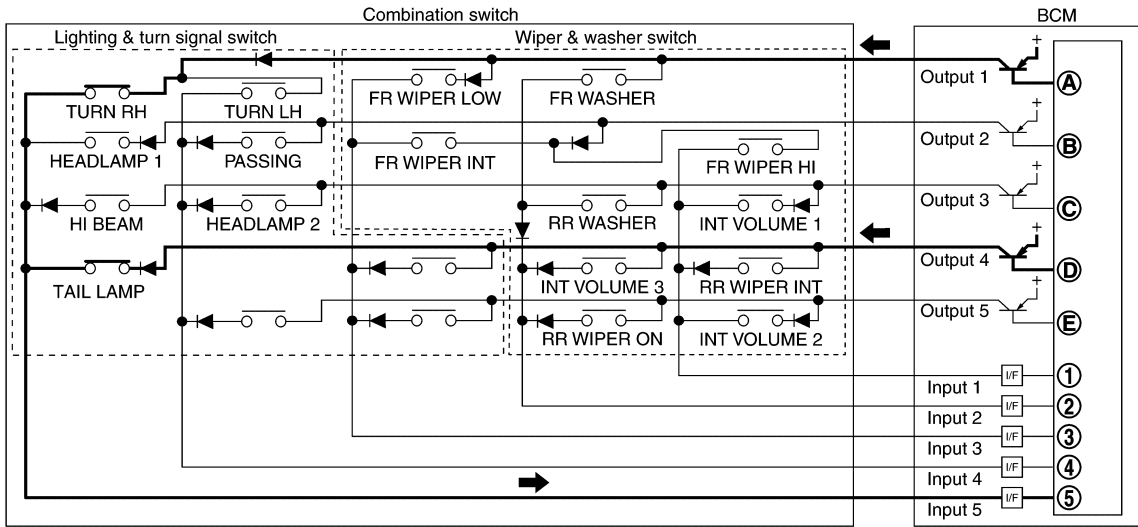 Combination switch
BCM
Lighting & turn signal switch
Wiper & washer switch
+
Output 1
A
TURN RH
TURN LH
FR WIPER LOW
FR WASHER
+
Output 2
B
HEADLAMP 1
PASSING
FR WIPER INT
FR WIPER HI
+
Output 3
C
HI BEAM
HEADLAMP 2
RR WASHER
INT VOLUME 1
+
Output 4
D
TAIL LAMP
INT VOLUME 3
RR WIPER INT
+
Output 5
E
RR WIPER ON
INT VOLUME 2
Input 1
I/F
1
Input 2
I/F
2
Input 3
I/F
3
Input 4
I/F
4
Input 5
I/F
5